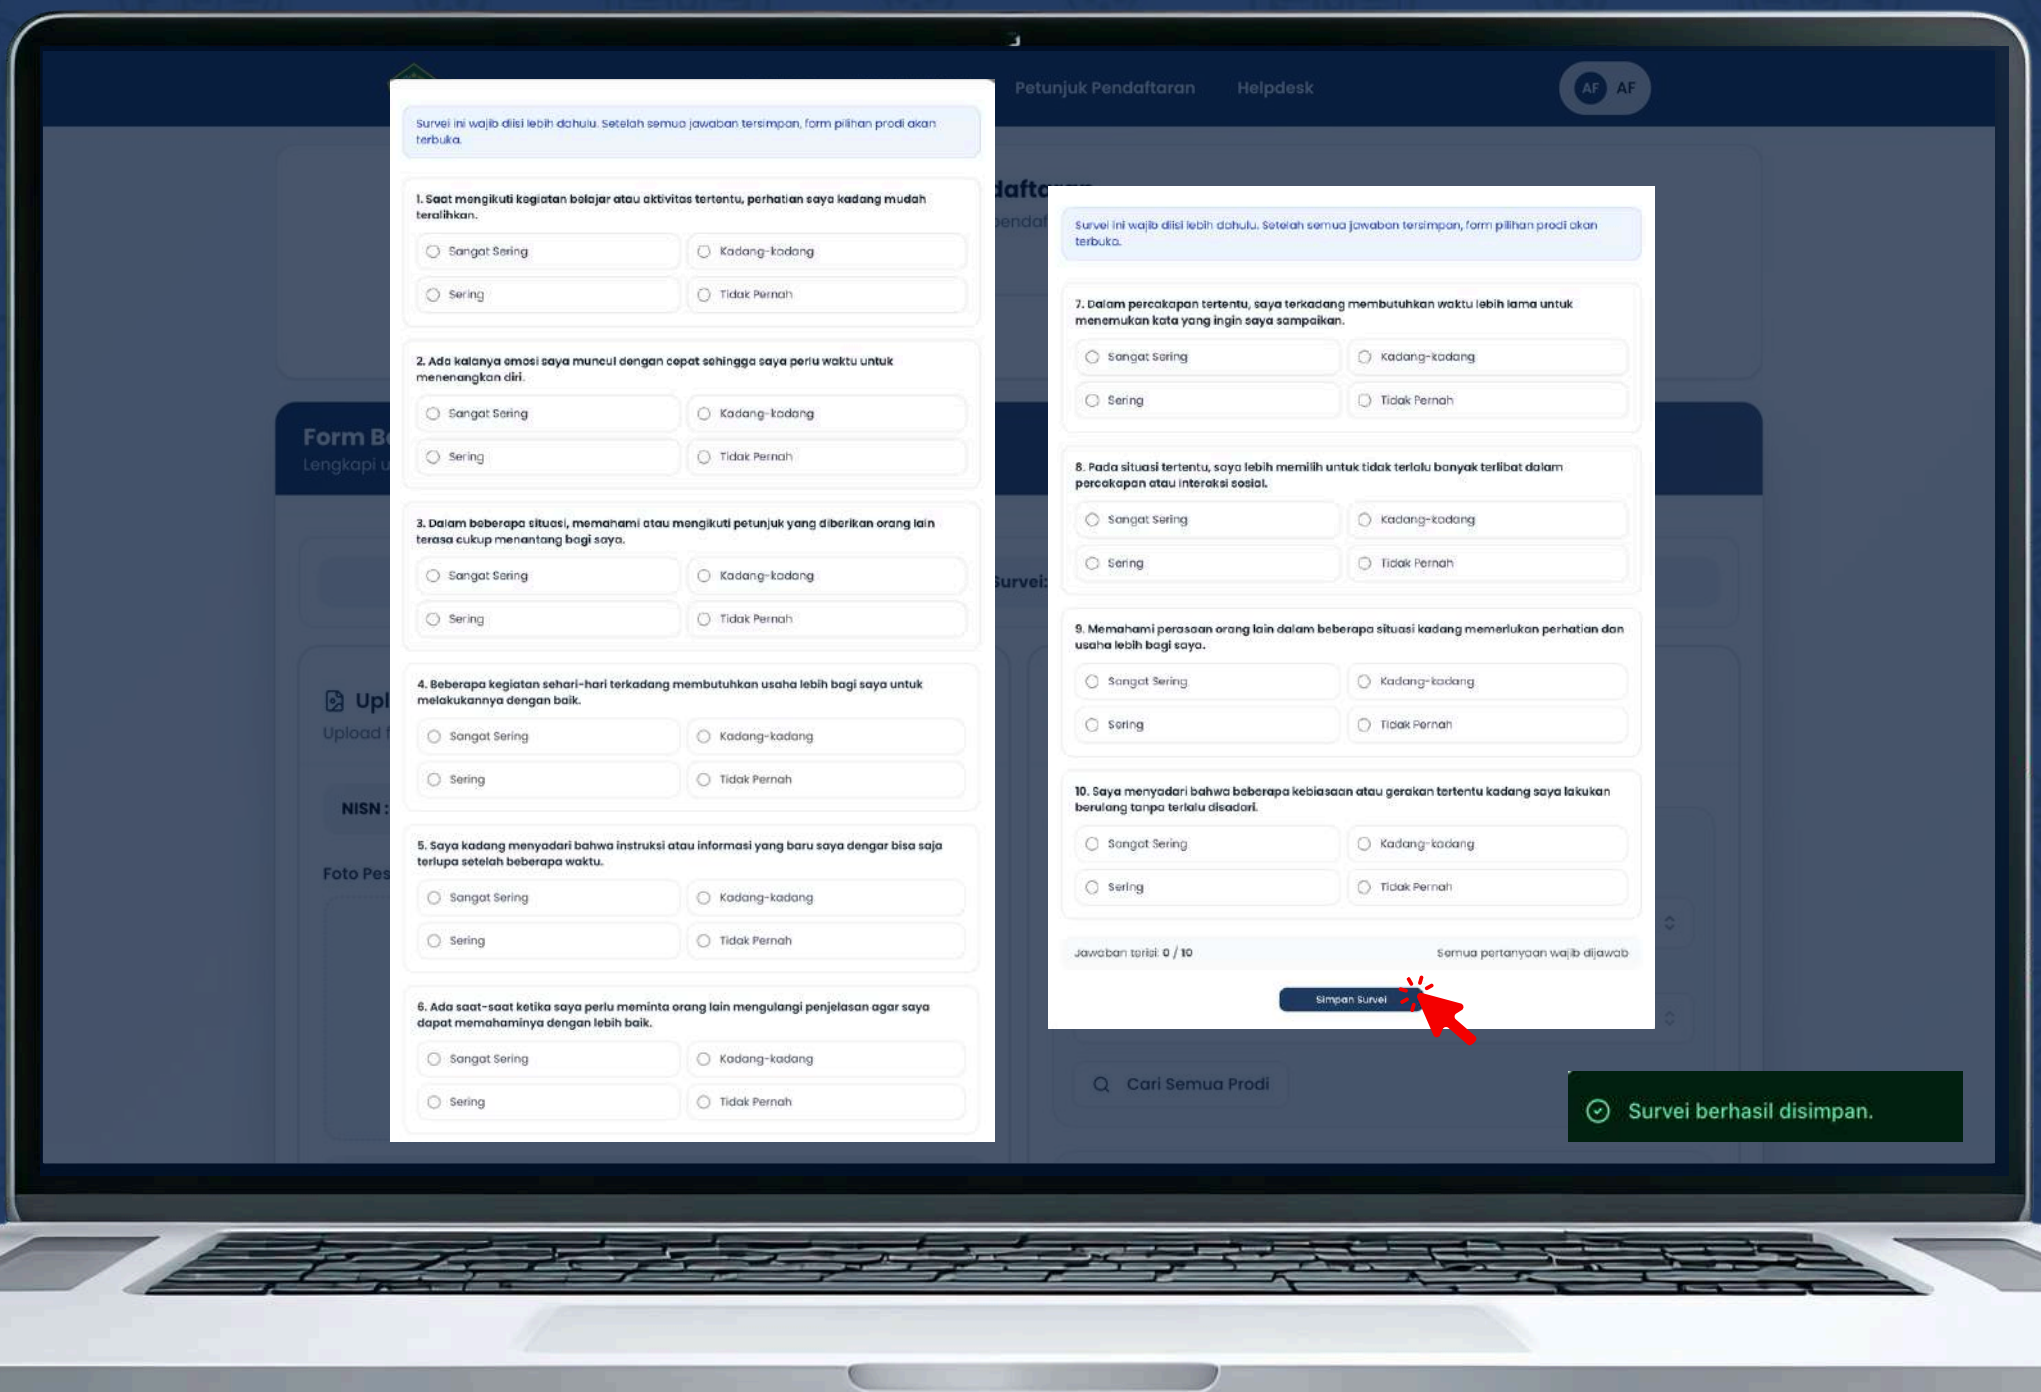 Petunjuk Pendaftaran
Helpdesk
AF AF
Survei ini wajib diisi lebih dahulu. Setelah semua jawaban tersimpan, form pilihan prodi akan
terbuka.
1. Saat mengikuti kegiatan belajar atau aktivitas tertentu, perhatian saya kadang mudah
teralihkan.
Sangat Sering
Kadang-kadang
Sering
Tidak Pernah
2. Ada kalanya emosi saya muncul dengan cepat sehingga saya perlu waktu untuk
menenangkan diri.
Sangat Sering
Kadang-kadang
Sering
Tidak Pernah
3. Dalam beberapa situasi, memahami atau mengikuti petunjuk yang diberikan orang lain
terasa cukup menantang bagi saya.
Sangat Sering
Kadang-kadang
Sering
Tidak Pernah
4. Beberapa kegiatan sehari-hari terkadang membutuhkan usaha lebih bagi saya untuk
melakukannya dengan baik.
Sangat Sering
Kadang-kadang
Sering
Tidak Pernah
5. Saya kadang menyadari bahwa instruksi atau informasi yang baru saya dengar bisa saja
terlupa setelah beberapa waktu.
Sangat Sering
Kadang-kadang
Sering
Tidak Pernah
6. Ada saat-saat ketika saya perlu meminta orang lain mengulangi penjelasan agar saya
dapat memahaminya dengan lebih baik.
Sangat Sering
Kadang-kadang
Sering
Tidak Pernah
Survei ini wajib diisi lebih dahulu. Setelah semua jawaban tersimpan, form pilihan prodi akan
terbuka.
7. Dalam percakapan tertentu, saya terkadang membutuhkan waktu lebih lama untuk
menemukan kata yang ingin saya sampaikan.
Sangat Sering
Kadang-kadang
Sering
Tidak Pernah
8. Pada situasi tertentu, saya lebih memilih untuk tidak terlalu banyak terlibat dalam
percakapan atau interaksi sosial.
Sangat Sering
Kadang-kadang
Sering
Tidak Pernah
9. Memahami perasaan orang lain dalam beberapa situasi kadang memerlukan perhatian dan
usaha lebih bagi saya.
Sangat Sering
Kadang-kadang
Sering
Tidak Pernah
10. Saya menyadari bahwa beberapa kebiasaan atau gerakan tertentu kadang saya lakukan
berulang tanpa terlalu disadari.
Sangat Sering
Kadang-kadang
Sering
Tidak Pernah
Jawaban terisi: 0 / 10
Semua pertanyaan wajib dijawab
Simpan Survei
Form
Lengkapi
Survei:
Upload
NISN :
Foto
Cari Semua Prodi
Survei berhasil disimpan.